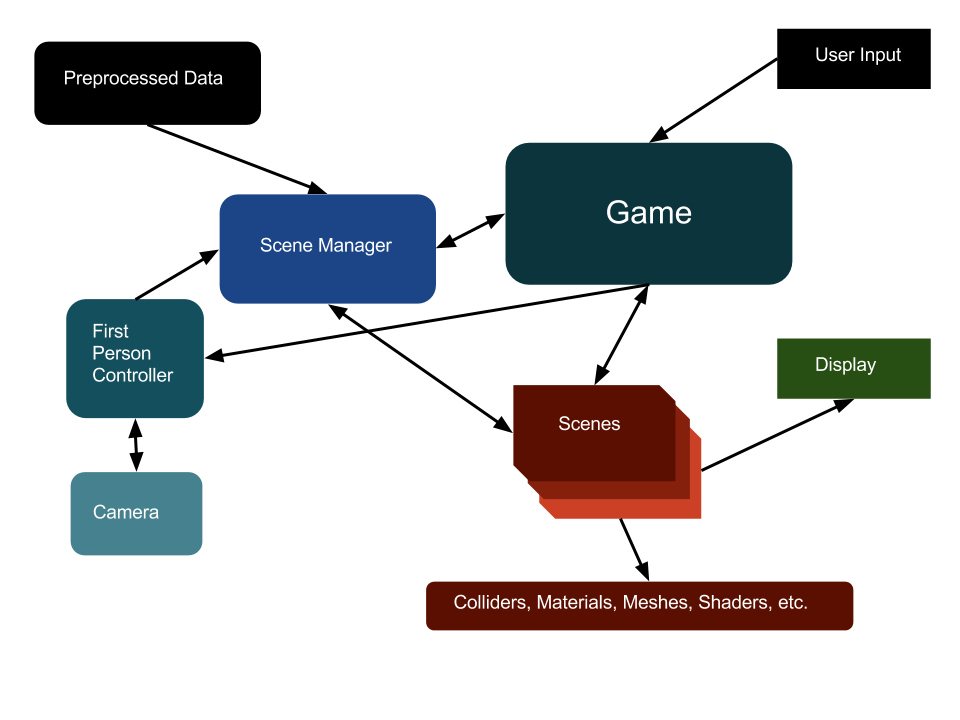 User Input
Preprocessed Data
Game
Scene Manager
First
Person
Controller
Display
Scenes
Camera
Colliders, Materials, Meshes, Shaders, etc.